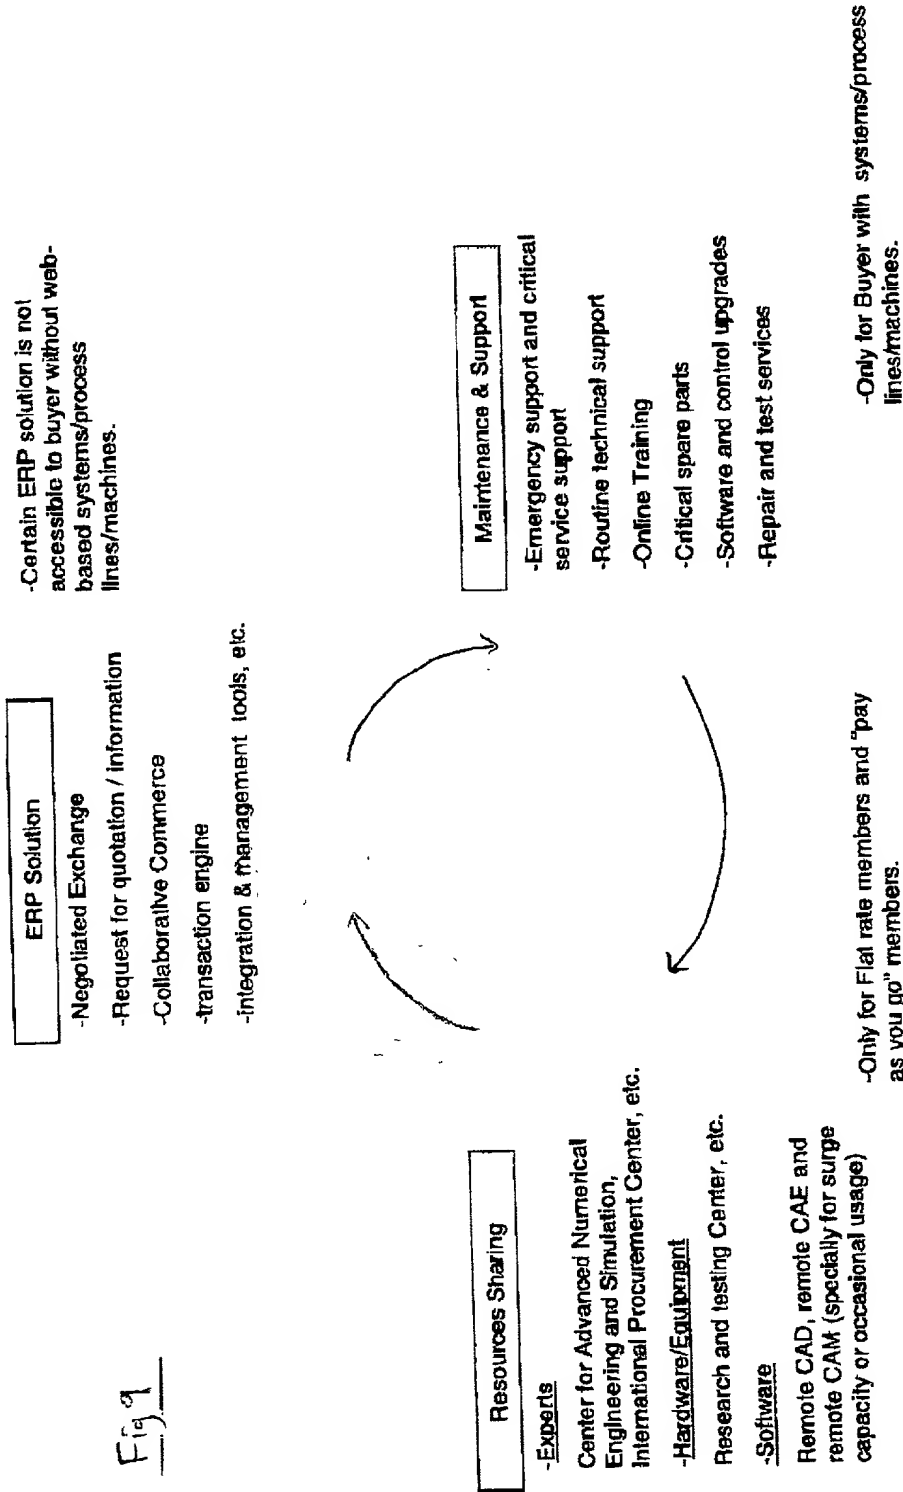 Fig 9
ERP Solution
-Negotiated Exchange
-Request for quotation / information
-Collaborative Commerce
-transaction engine
-integration & management tools, etc.
-Certain ERP solution is not
accessible to buyer without web-
based systems/process
lines/machines.
Resources Sharing
-Experts
Center for Advanced Numerical
Engineering and Simulation,
International Procurement Center, etc.
-Hardware/Equipment
Research and testing Center, etc.
-Software
Remote CAD, remote CAE and
remote CAM (specially for surge
capacity or occasional usage)
-Only for Flat rate members and "pay
as you go" members.
Maintenance & Support
-Emergency support and critical
service support
-Routine technical support
-Online Training
-Critical spare parts
-Software and control upgrades
-Repair and test services
-Only for Buyer with systems/process
lines/machines.